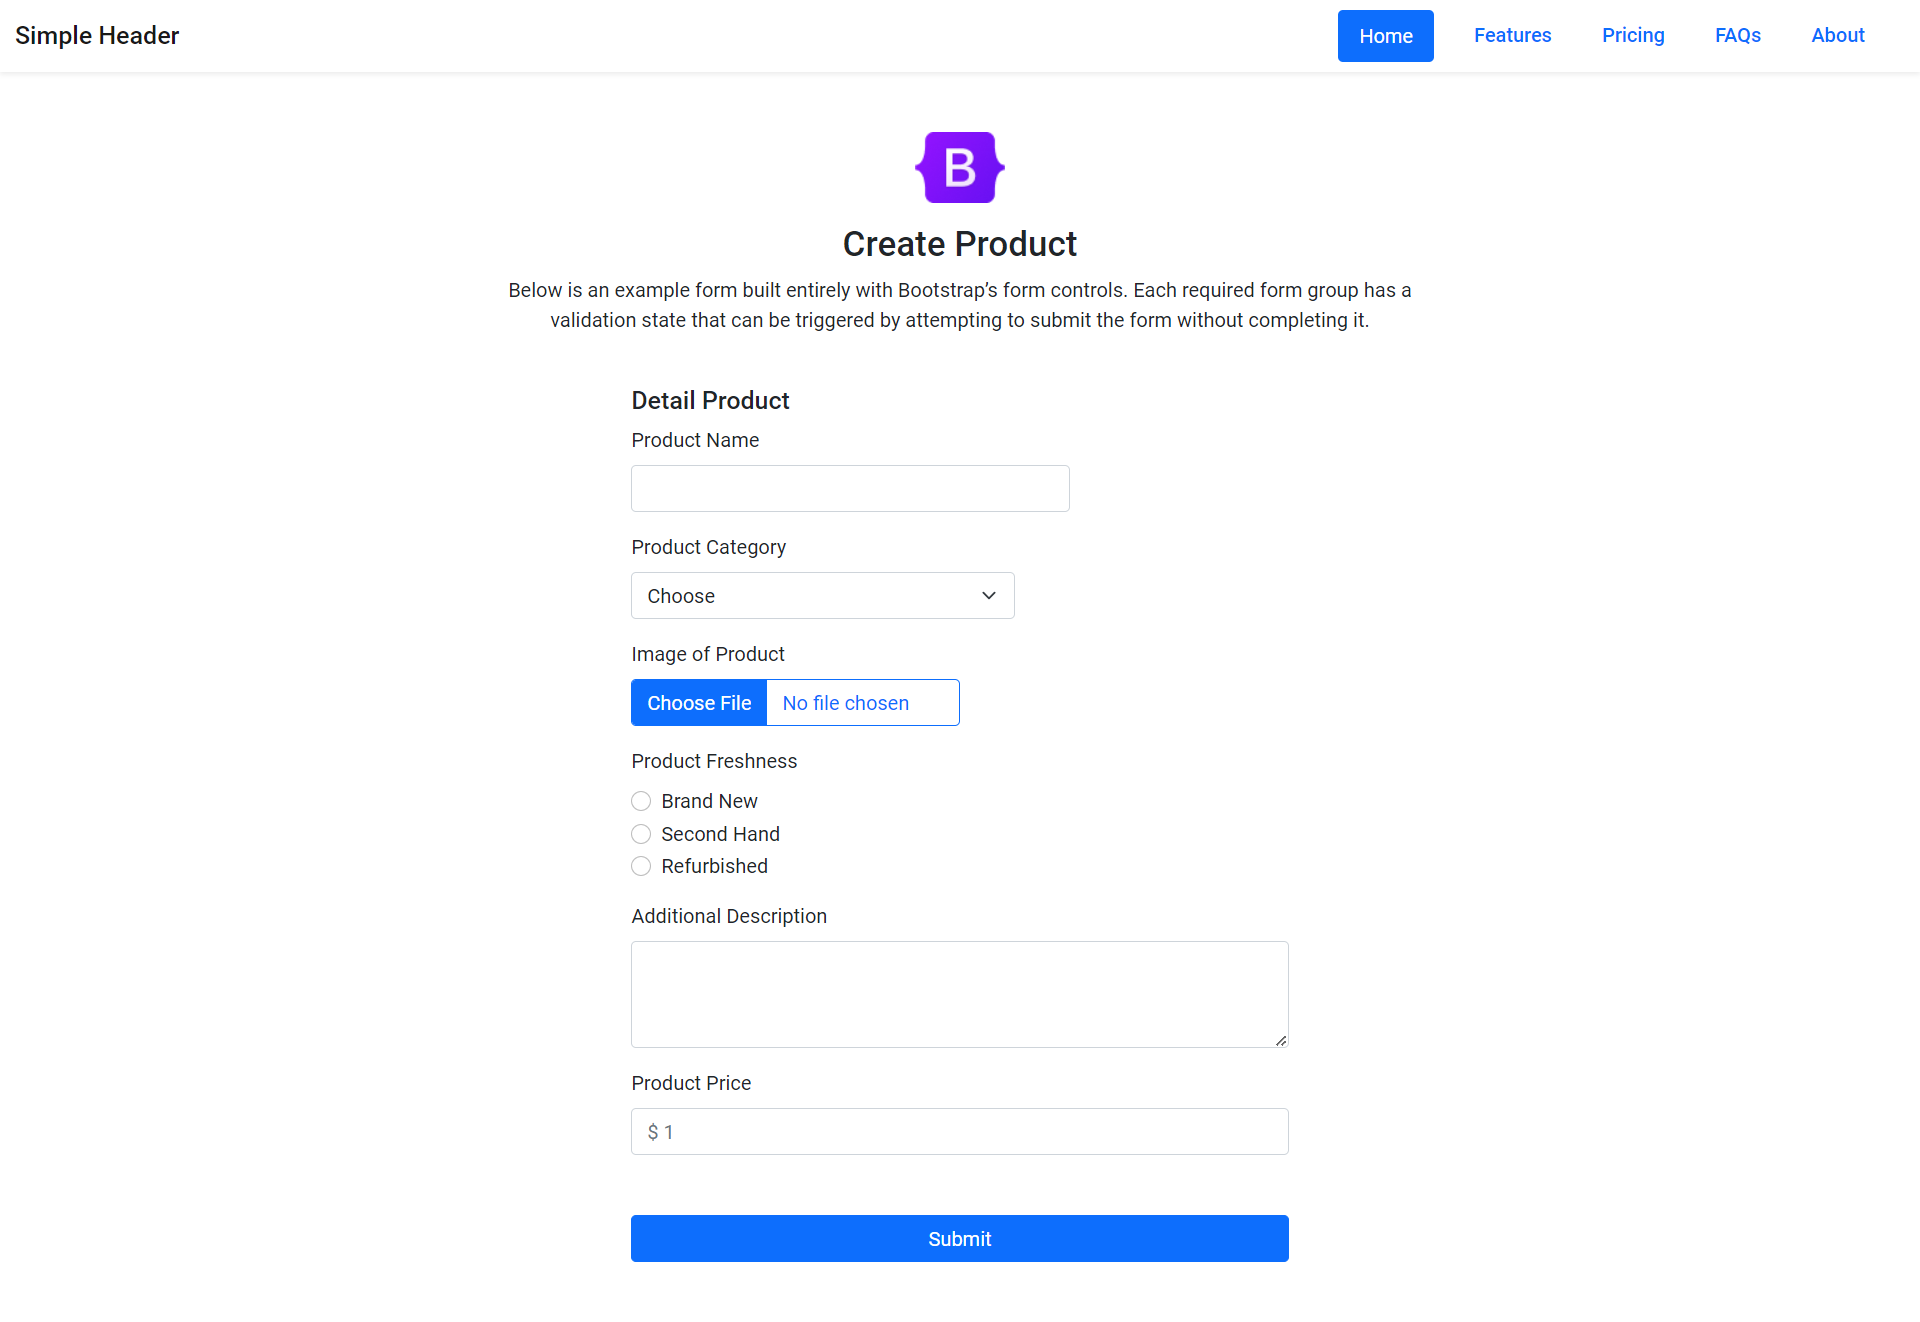 Simple Header
Home
Features
Pricing
FAQs
About
B
Create Product
Below is an example form built entirely with Bootstrap’s form controls. Each required form group has a
validation state that can be triggered by attempting to submit the form without completing it.
Detail Product
Product Name
Product Category
Choose
Image of Product
Choose File
No file chosen
Product Freshness
Brand New
Second Hand
Refurbished
Additional Description
Product Price
$ 1
Submit